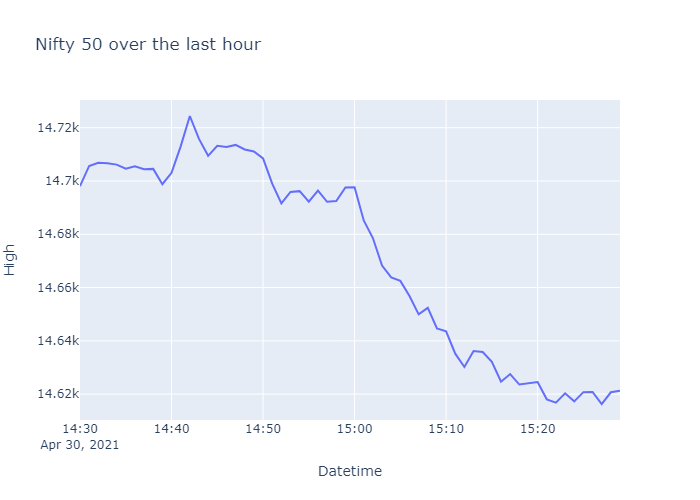 Nifty 50 over the last hour
14.72k
14.7k
14.68k
14.66k
14.64k
14.62k
High
14:30 14:40 14:50 15:00 15:10 15:20
Apr 30, 2021
Datetime